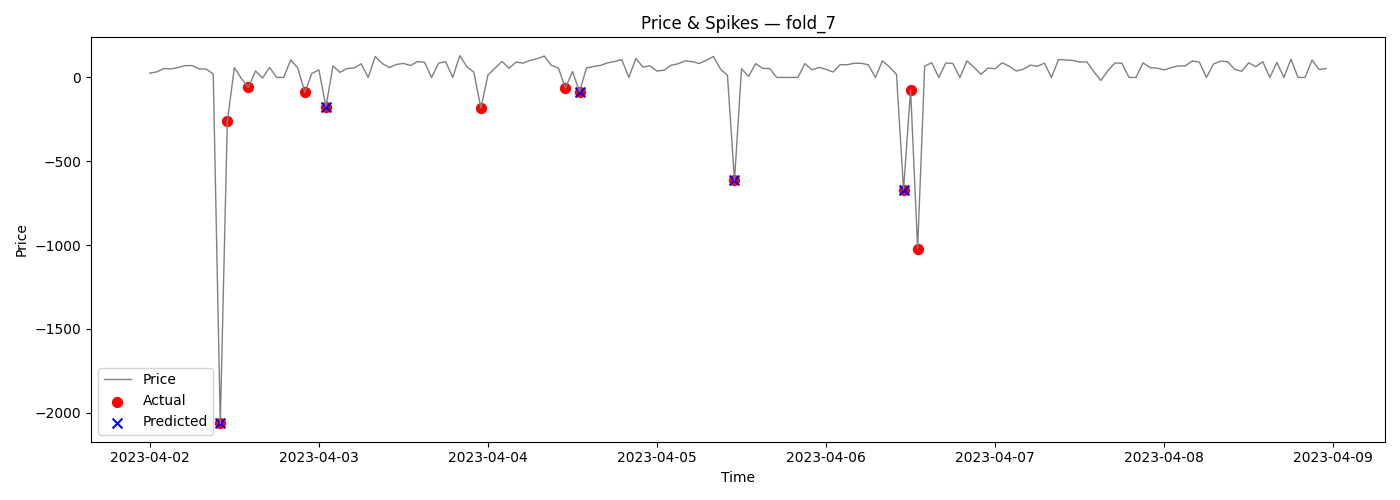 Price & Spikes — fold_7
Price
0
−500
−1000
−1500
−2000
Price
Actual
Predicted
2023-04-02
2023-04-03
2023-04-04
2023-04-05
2023-04-06
2023-04-07
2023-04-08
2023-04-09
Time